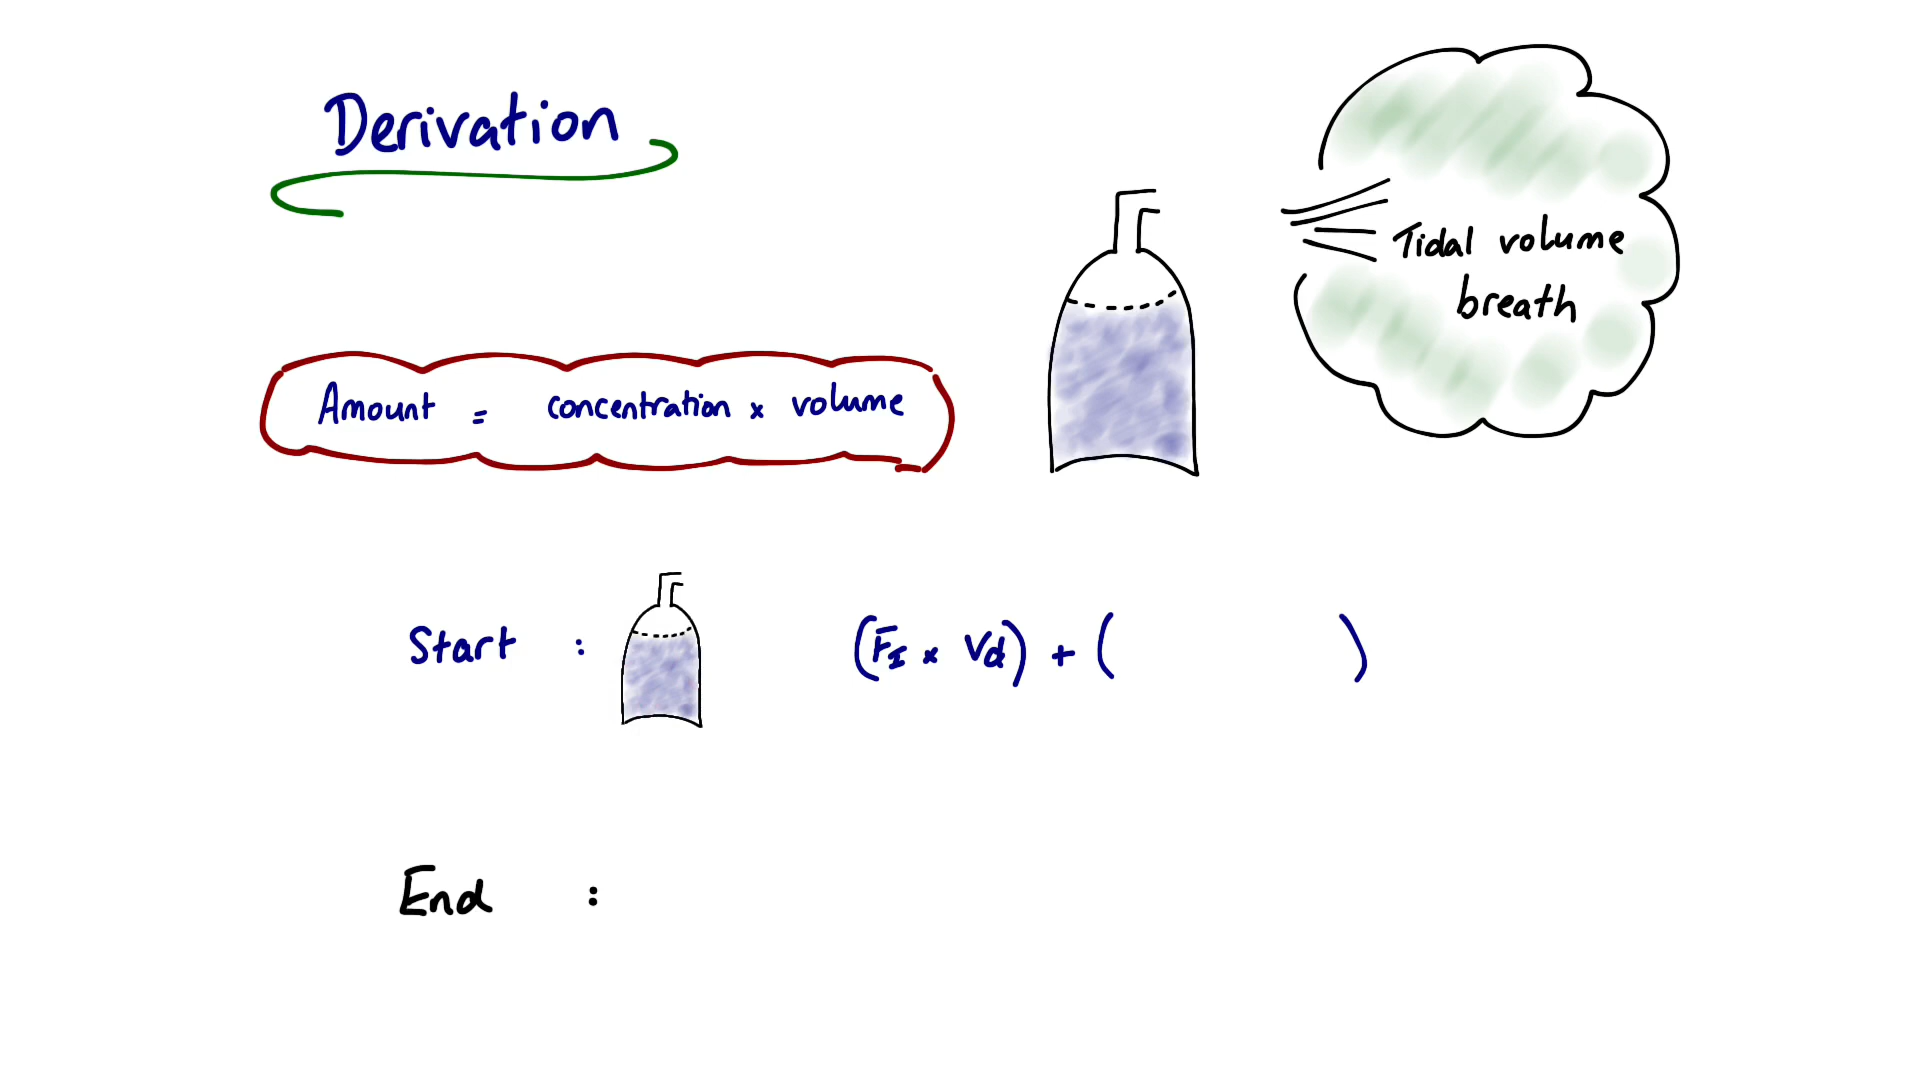 Derivation
Tidal volume
breath
Amount = concentration x volume
Start : (FI x Vd) + ( )
End :